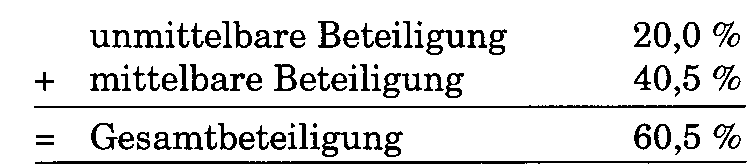 unmittelbare Beteiligung 20,0 %
+ mittelbare Beteiligung 40,5 %
= Gesamtbeteiligung 60,5 %